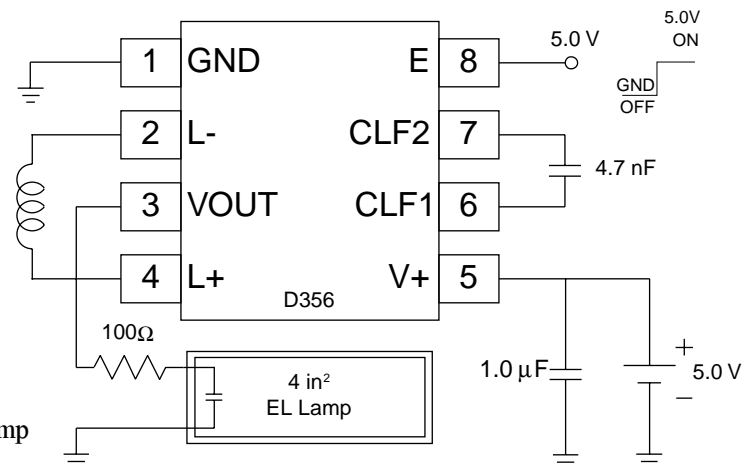 5.0V
ON
GND
OFF
5.0 V
1 GND E 8
2 L- CLF2 7
4.7 nF
3 VOUT CLF1 6
4 L+ V+ 5
D356
100Ω
4 in²
EL Lamp
1.0 μF
+
5.0 V
−